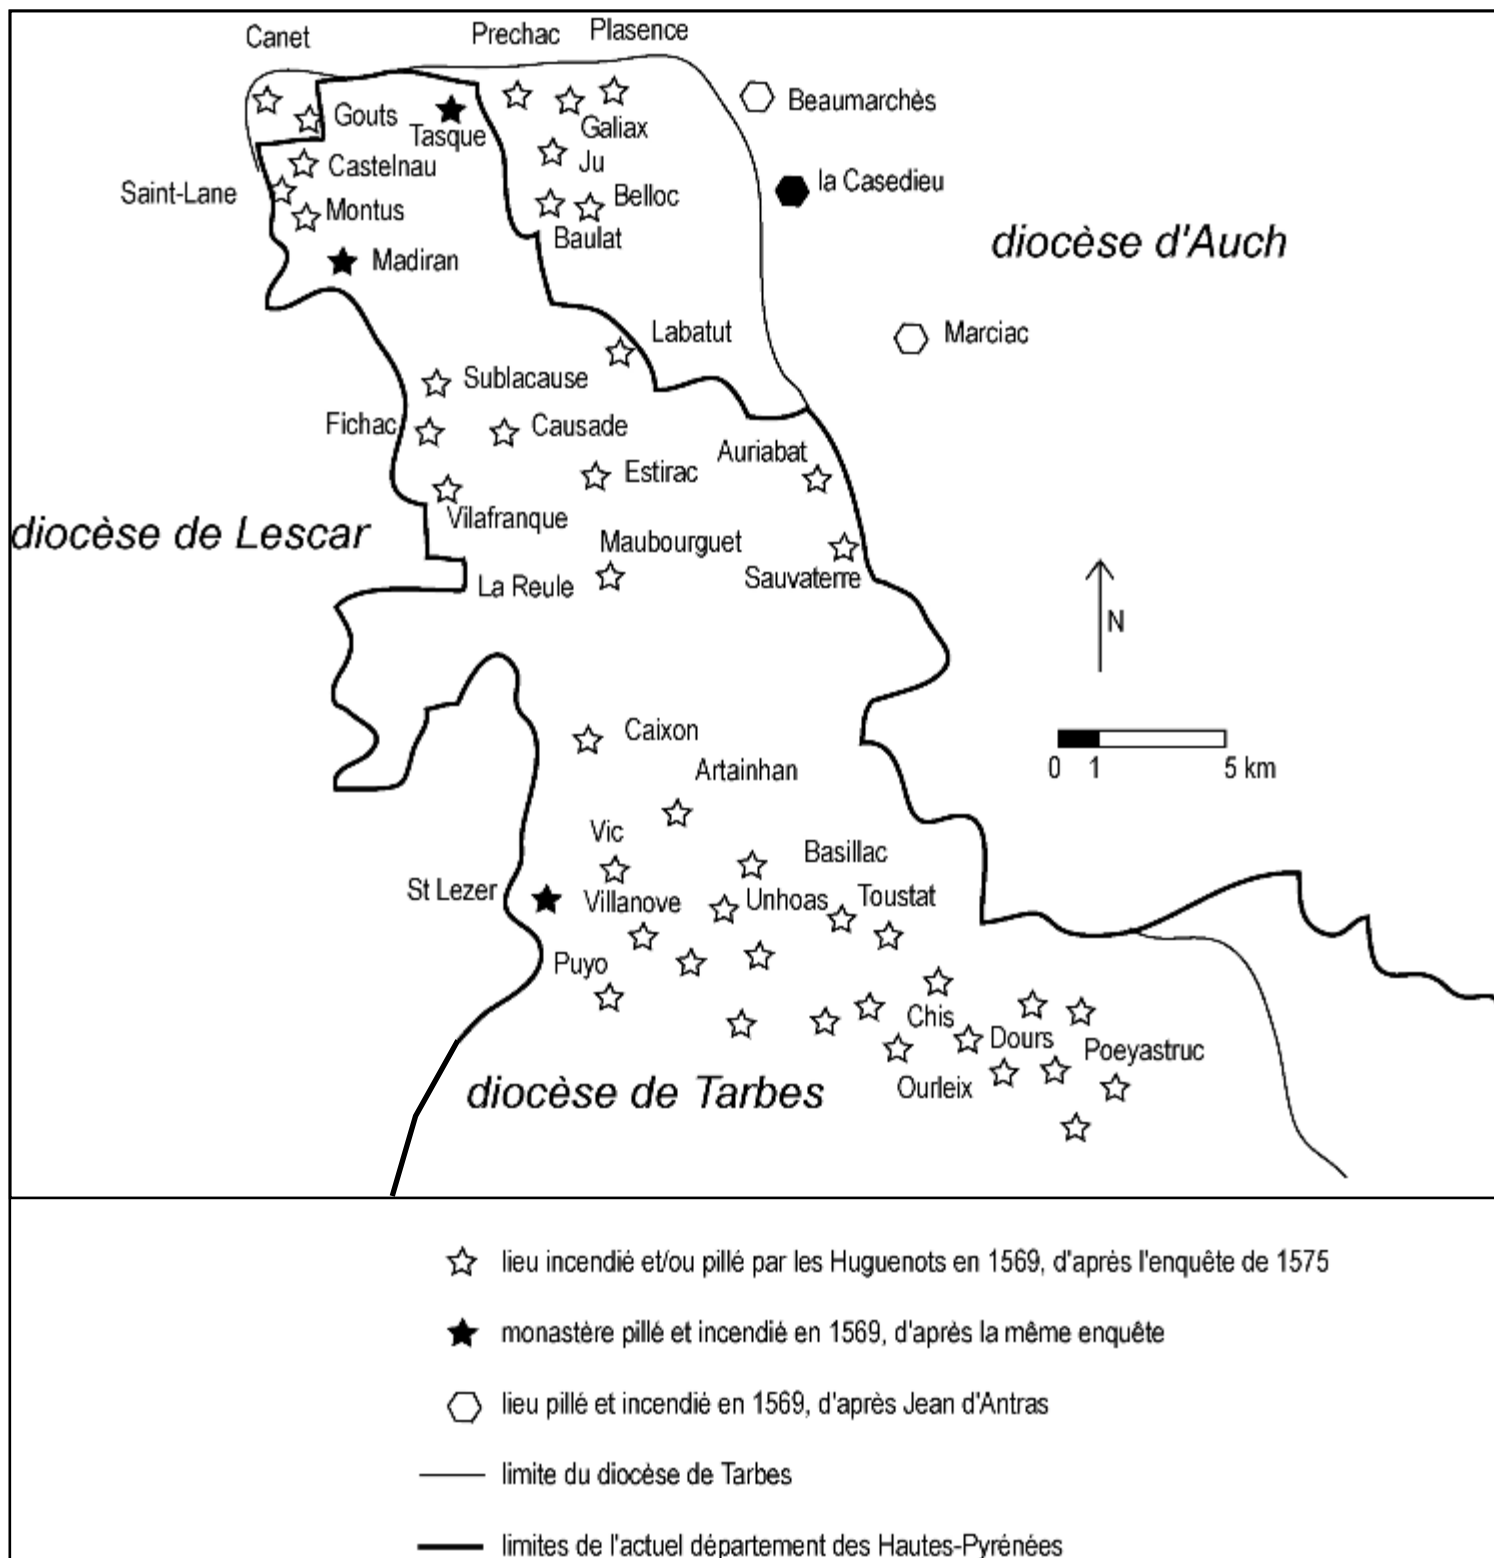 Canet
Prechac
Plasence
Beaumarchès
Gouts
Tasque
Galiax
Castelnau
Ju
la Casedieu
Saint-Lane
Montus
Belloc
Baulat
diocèse d'Auch
Madiran
Labatut
Marciac
Sublacause
Fichac
Causade
Auriabat
Estirac
Vilafranque
diocèse de Lescar
Maubourguet
La Reule
Sauvaterre
N
Caixon
Artainhan
0 1 5 km
Vic
Basillac
St Lezer
Villanove
Unhoas
Toustat
Puyo
Chis
Dours
Poeyastruc
Ourleix
diocèse de Tarbes
lieu incendié et/ou pillé par les Huguenots en 1569, d'après l'enquête de 1575
monastère pillé et incendié en 1569, d'après la même enquête
lieu pillé et incendié en 1569, d'après Jean d'Antras
limite du diocèse de Tarbes
limites de l'actuel département des Hautes-Pyrénées